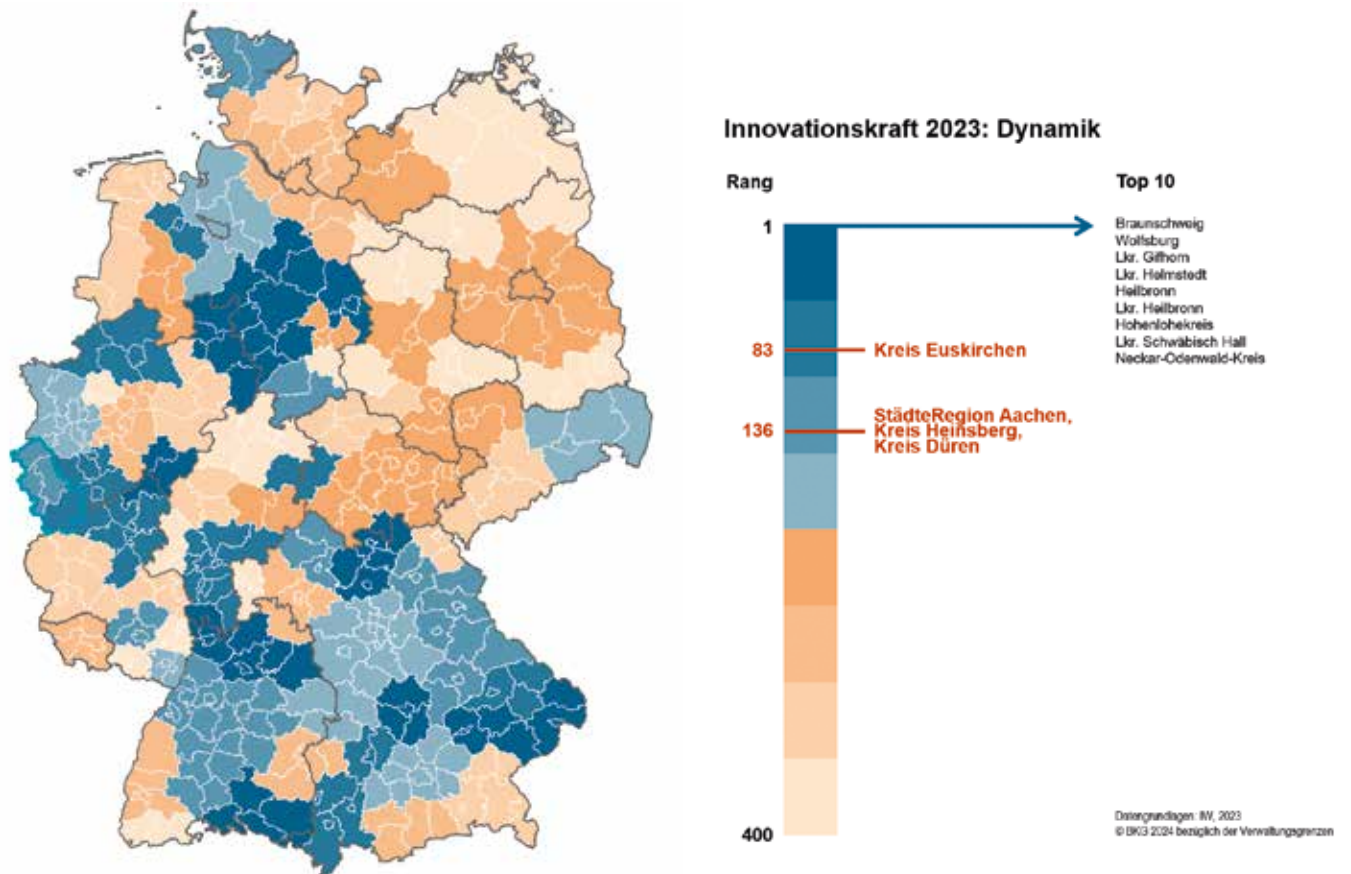 Innovationskraft 2023: Dynamik
Rang
Top 10
1
Braunschweig
Wolfsburg
Lkr. Gifhorn
Lkr. Helmstedt
Heilbronn
Lkr. Heilbronn
Hohenlohekreis
Lkr. Schwäbisch Hall
Neckar-Odenwald-Kreis
83
Kreis Euskirchen
136
StädteRegion Aachen,
Kreis Heinsberg,
Kreis Düren
400
Datengrundlagen: IW, 2023
© BKG 2024 bezüglich der Verwaltungsgrenzen